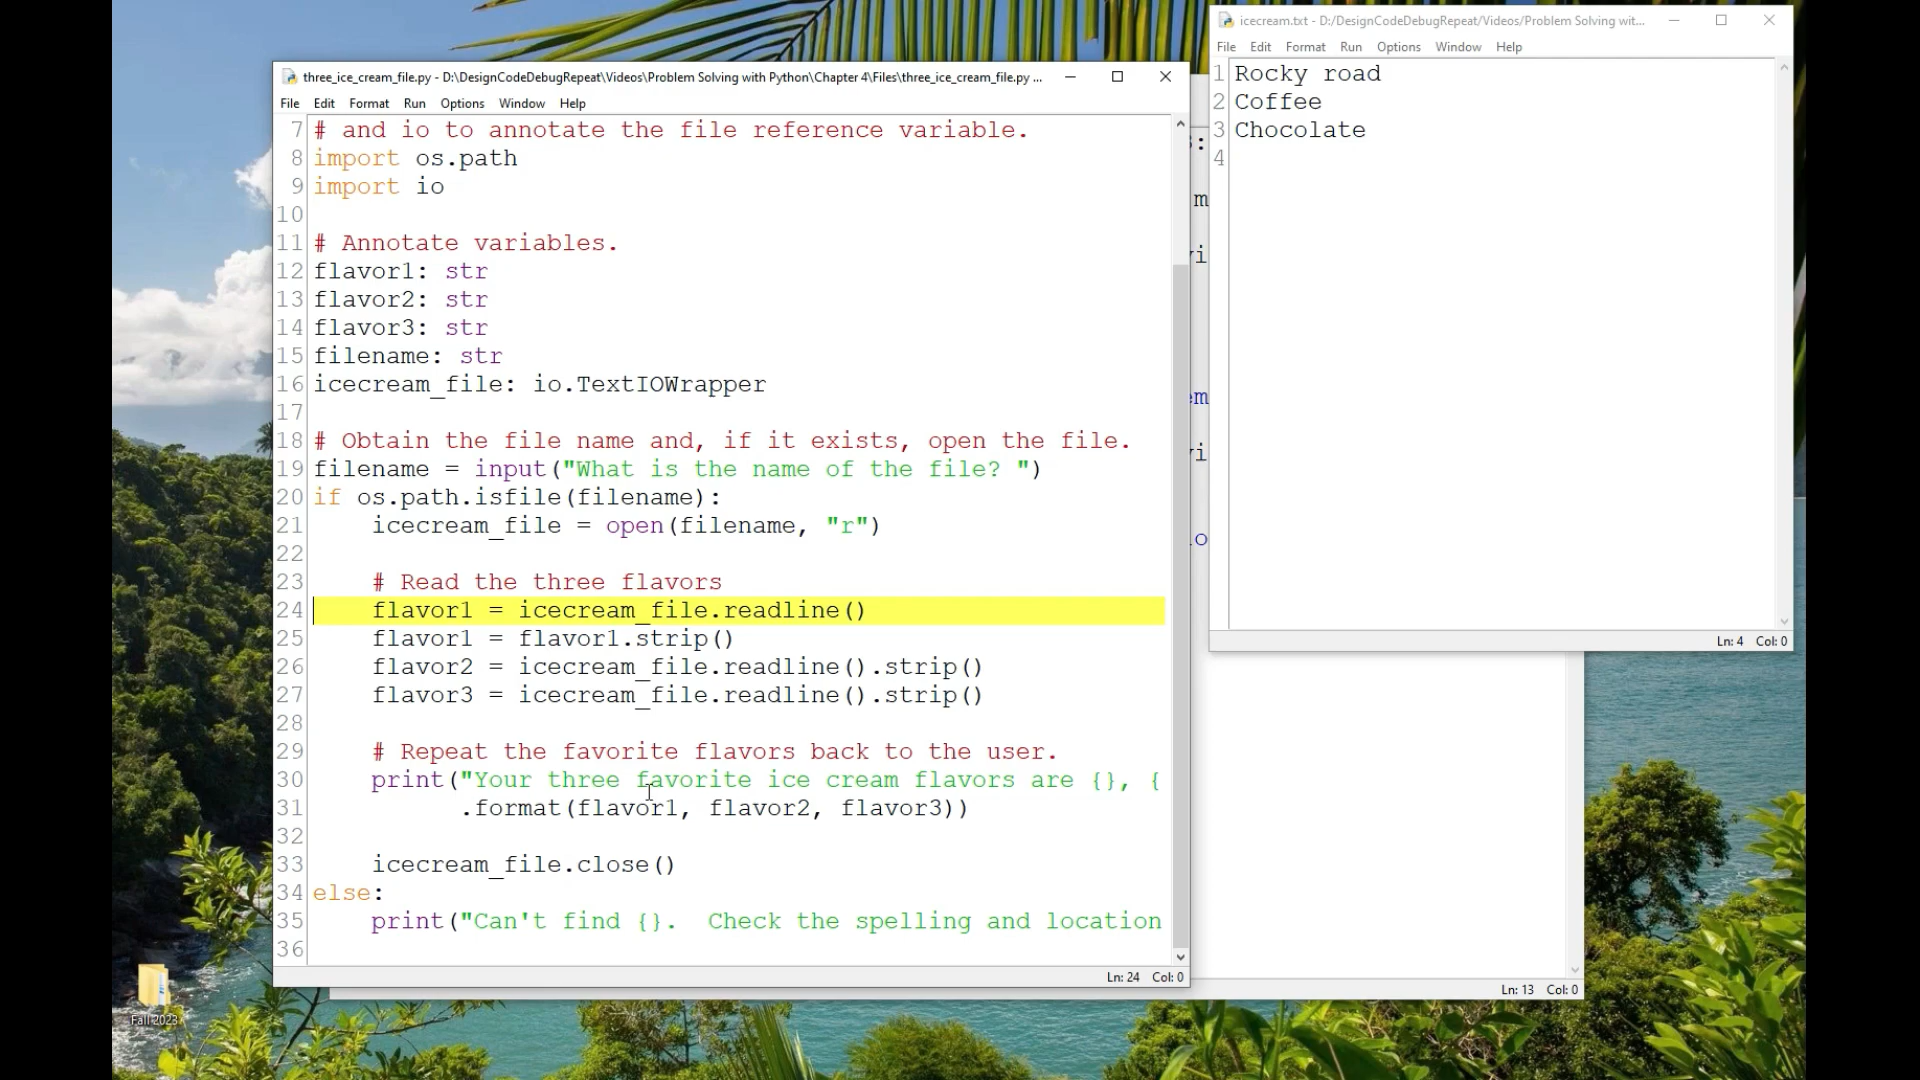 three_ice_cream_file.py - D:\DesignCodeDebugRepeat\Videos\Problem Solving with Python\Chapter 4\Files\three_ice_cream_file.py ...
File Edit Format Run Options Window Help
7 # and io to annotate the file reference variable.
8 import os.path
9 import io
10
11 # Annotate variables.
12 flavor1: str
13 flavor2: str
14 flavor3: str
15 filename: str
16 icecream_file: io.TextIOWrapper
17
18 # Obtain the file name and, if it exists, open the file.
19 filename = input("What is the name of the file? ")
20 if os.path.isfile(filename):
21     icecream_file = open(filename, "r")
22
23     # Read the three flavors
24     flavor1 = icecream_file.readline()
25     flavor1 = flavor1.strip()
26     flavor2 = icecream_file.readline().strip()
27     flavor3 = icecream_file.readline().strip()
28
29     # Repeat the favorite flavors back to the user.
30     print("Your three favorite ice cream flavors are {}, {
31           .format(flavor1, flavor2, flavor3))
32
33     icecream_file.close()
34 else:
35     print("Can't find {}.  Check the spelling and location
36
Ln: 24 Col: 0
icecream.txt - D:/DesignCodeDebugRepeat/Videos/Problem Solving wit...
File Edit Format Run Options Window Help
1 Rocky road
2 Coffee
3 Chocolate
4
Ln: 4 Col: 0
Ln: 13 Col: 0
Fall 2023